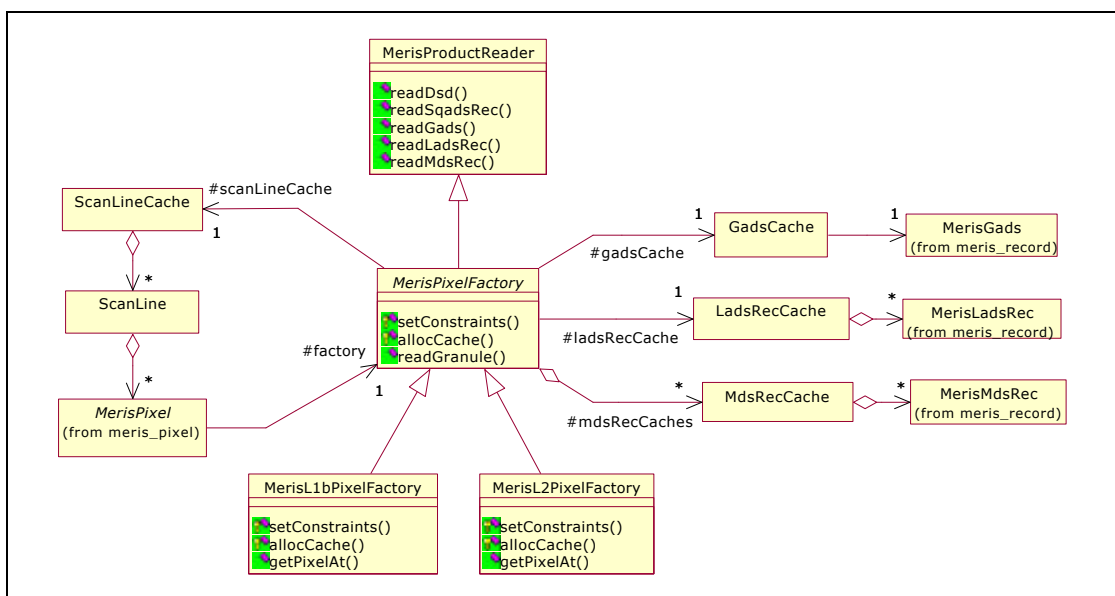 MerisProductReader
readDsd()
readSqadsRec()
readGads()
readLadsRec()
readMdsRec()
#scanLineCache
ScanLineCache
1
*
ScanLine
*
MerisPixel
(from meris_pixel)
#factory
1
MerisPixelFactory
setConstraints()
allocCache()
readGranule()
1
#gadsCache
GadsCache
1
MerisGads
(from meris_record)
1
#ladsRecCache
LadsRecCache
*
MerisLadsRec
(from meris_record)
*
#mdsRecCaches
MdsRecCache
*
MerisMdsRec
(from meris_record)
MerisL1bPixelFactory
setConstraints()
allocCache()
getPixelAt()
MerisL2PixelFactory
setConstraints()
allocCache()
getPixelAt()